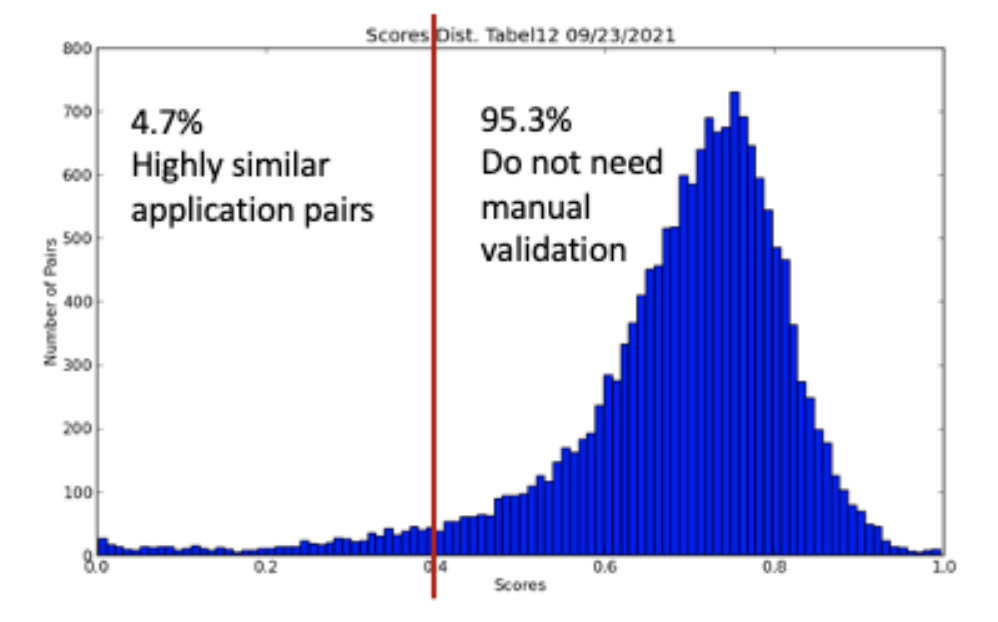 Scores Dist. Tabel12 09/23/2021
800
700
600
500
400
300
200
100
0
Number of Pairs
4.7%
Highly similar
application pairs
95.3%
Do not need
manual
validation
0.0 0.2 0.4 0.6 0.8 1.0
Scores